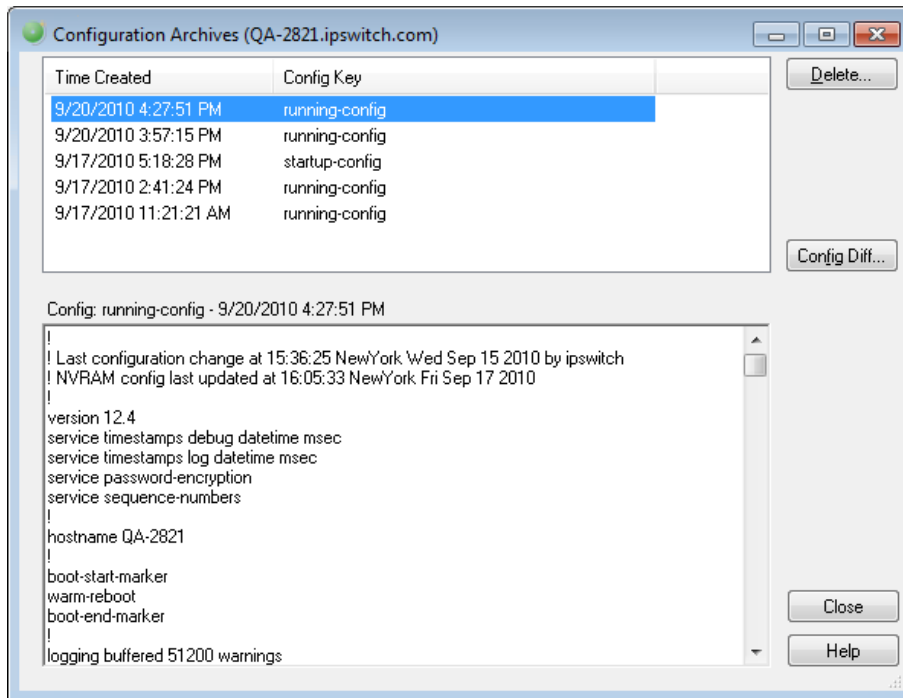 Configuration Archives (QA-2821.ipswitch.com)
Time Created Config Key
Delete...
9/20/2010 4:27:51 PM running-config
9/20/2010 3:57:15 PM running-config
9/17/2010 5:18:28 PM startup-config
9/17/2010 2:41:24 PM running-config
9/17/2010 11:21:21 AM running-config
Config Diff...
Config: running-config - 9/20/2010 4:27:51 PM
!
! Last configuration change at 15:36:25 NewYork Wed Sep 15 2010 by ipswitch
! NVRAM config last updated at 16:05:33 NewYork Fri Sep 17 2010
!
version 12.4
service timestamps debug datetime msec
service timestamps log datetime msec
service password-encryption
service sequence-numbers
!
hostname QA-2821
!
boot-start-marker
warm-reboot
boot-end-marker
!
logging buffered 51200 warnings
Close
Help